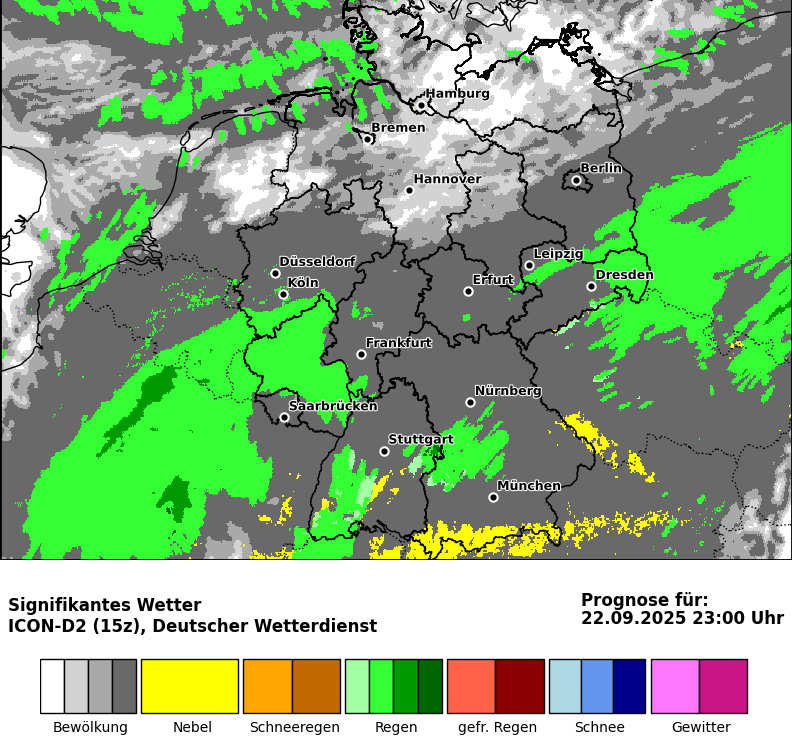 Hamburg
Bremen
Berlin
Hannover
Leipzig
Düsseldorf
Dresden
Erfurt
Köln
Frankfurt
Nürnberg
Saarbrücken
Stuttgart
München
Signifikantes Wetter
ICON-D2 (15z), Deutscher Wetterdienst
Prognose für:
22.09.2025 23:00 Uhr
Bewölkung Nebel Schneeregen Regen gefr. Regen Schnee Gewitter